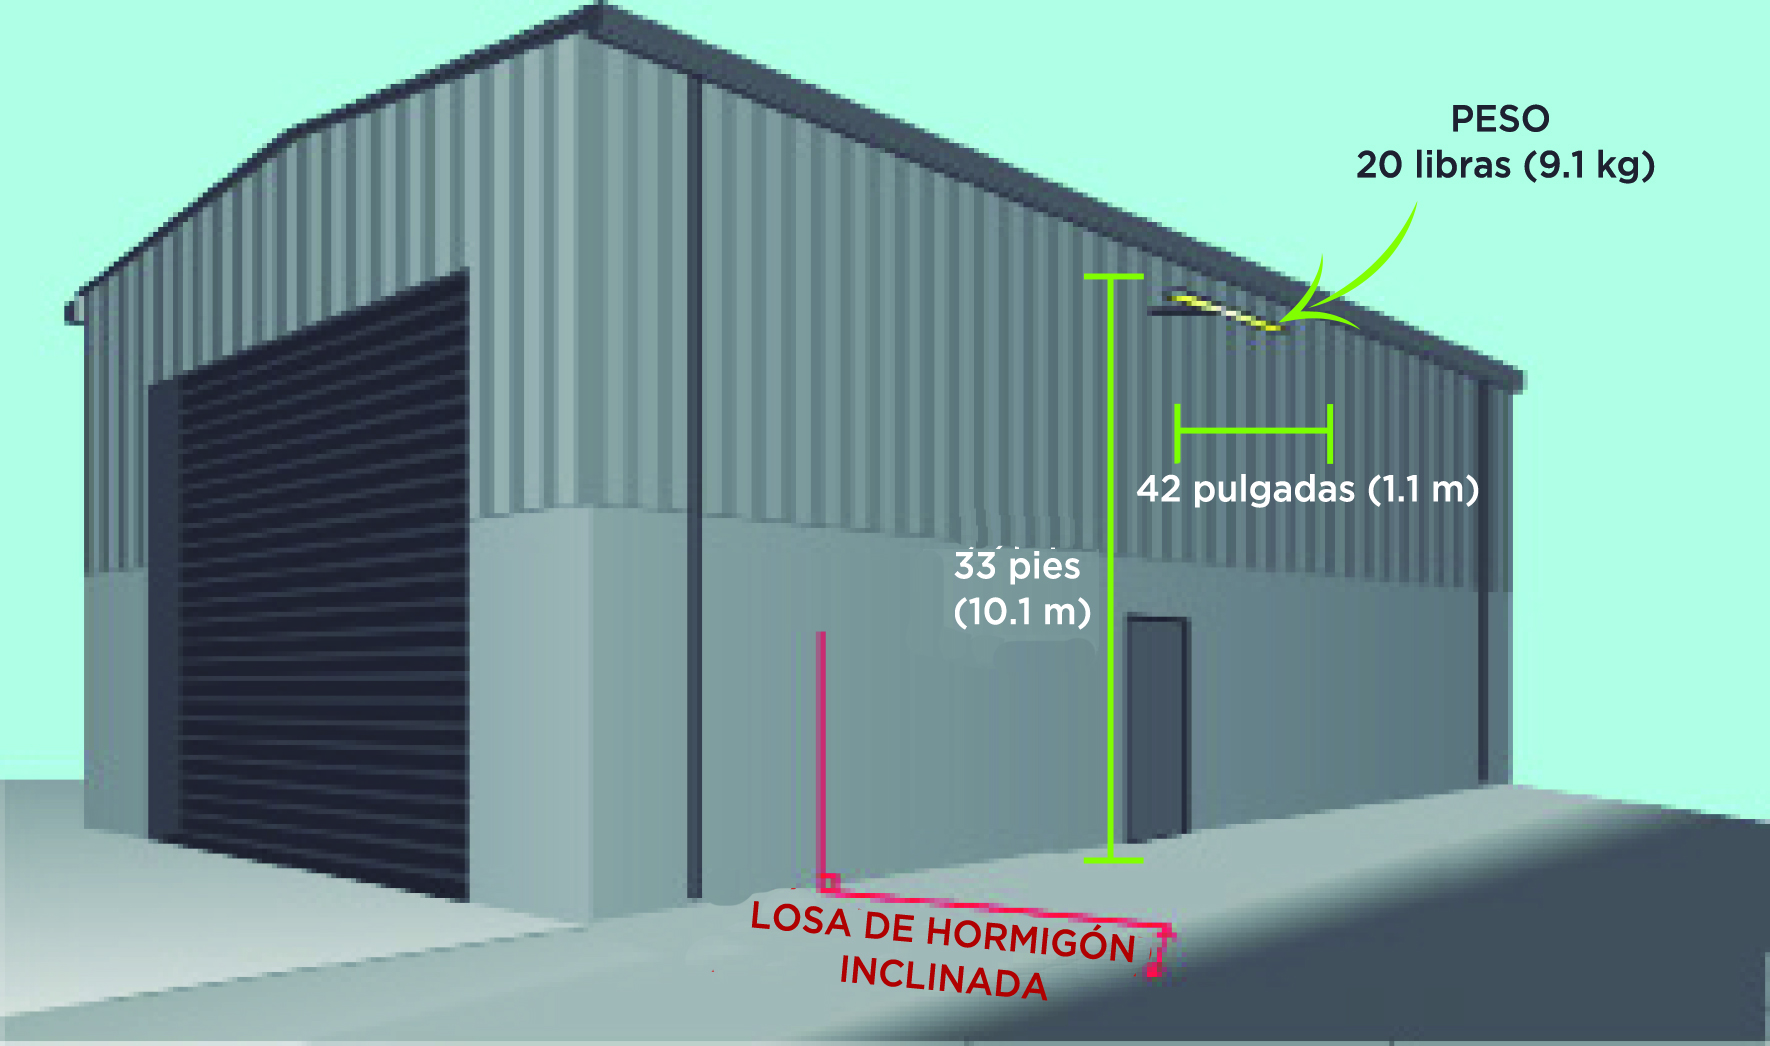 PESO
20 libras (9.1 kg)
42 pulgadas (1.1 m)
33 pies
(10.1 m)
LOSA DE HORMIGÓN
INCLINADA